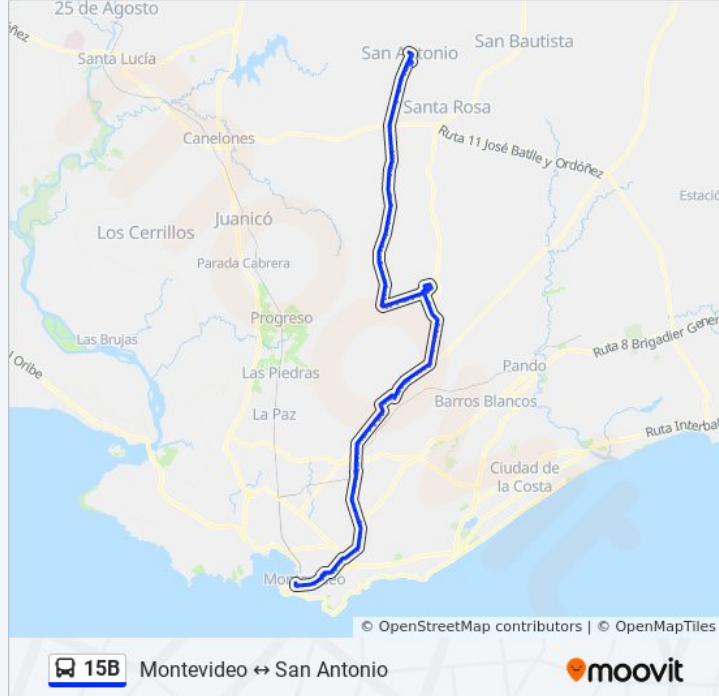 25 de Agosto
San Bautista
San Antonio
Santa Lucía
Santa Rosa
Canelones
Ruta 11 José Batlle y Ordóñez
Juanicó
Los Cerrillos
Parada Cabrera
Progreso
Las Brujas
Ruta 8 Brigadier Gener
Pando
Las Piedras
Barros Blancos
La Paz
Ruta Interbal
Ciudad de
la Costa
Montevideo
© OpenStreetMap contributors | © OpenMapTiles
15B Montevideo ↔ San Antonio
moovit